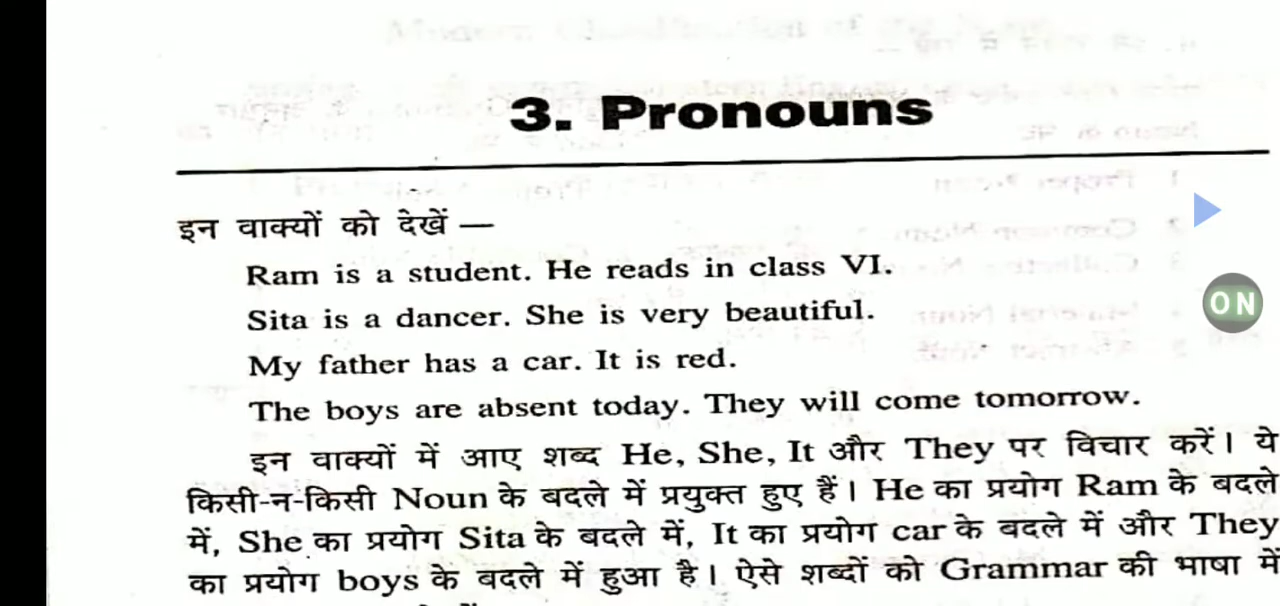 3. Pronouns
इन वाक्यों को देखें —
Ram is a student. He reads in class VI.
Sita is a dancer. She is very beautiful.
My father has a car. It is red.
The boys are absent today. They will come tomorrow.
इन वाक्यों में आए शब्द He, She, It और They पर विचार करें। ये
किसी-न-किसी Noun के बदले में प्रयुक्त हुए हैं। He का प्रयोग Ram के बदले
में, She का प्रयोग Sita के बदले में, It का प्रयोग car के बदले में और They
का प्रयोग boys के बदले में हुआ है। ऐसे शब्दों को Grammar की भाषा में
ON